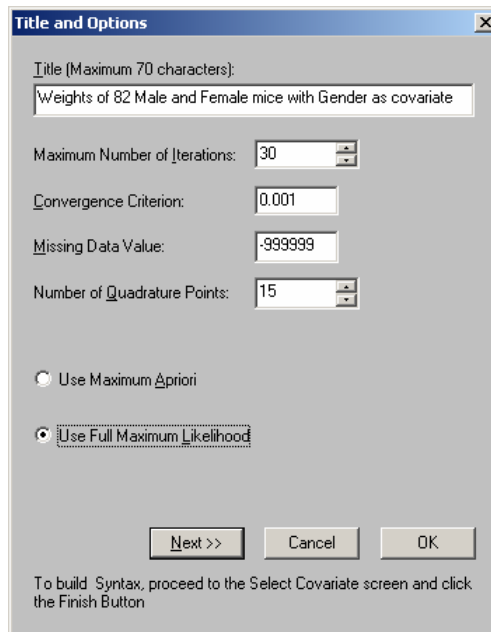 Title and Options
Title (Maximum 70 characters):
Weights of 82 Male and Female mice with Gender as covariate
Maximum Number of Iterations: 30
Convergence Criterion: 0.001
Missing Data Value: -999999
Number of Quadrature Points: 15
Use Maximum Apriori
Use Full Maximum Likelihood
Next >> Cancel OK
To build Syntax, proceed to the Select Covariate screen and click
the Finish Button